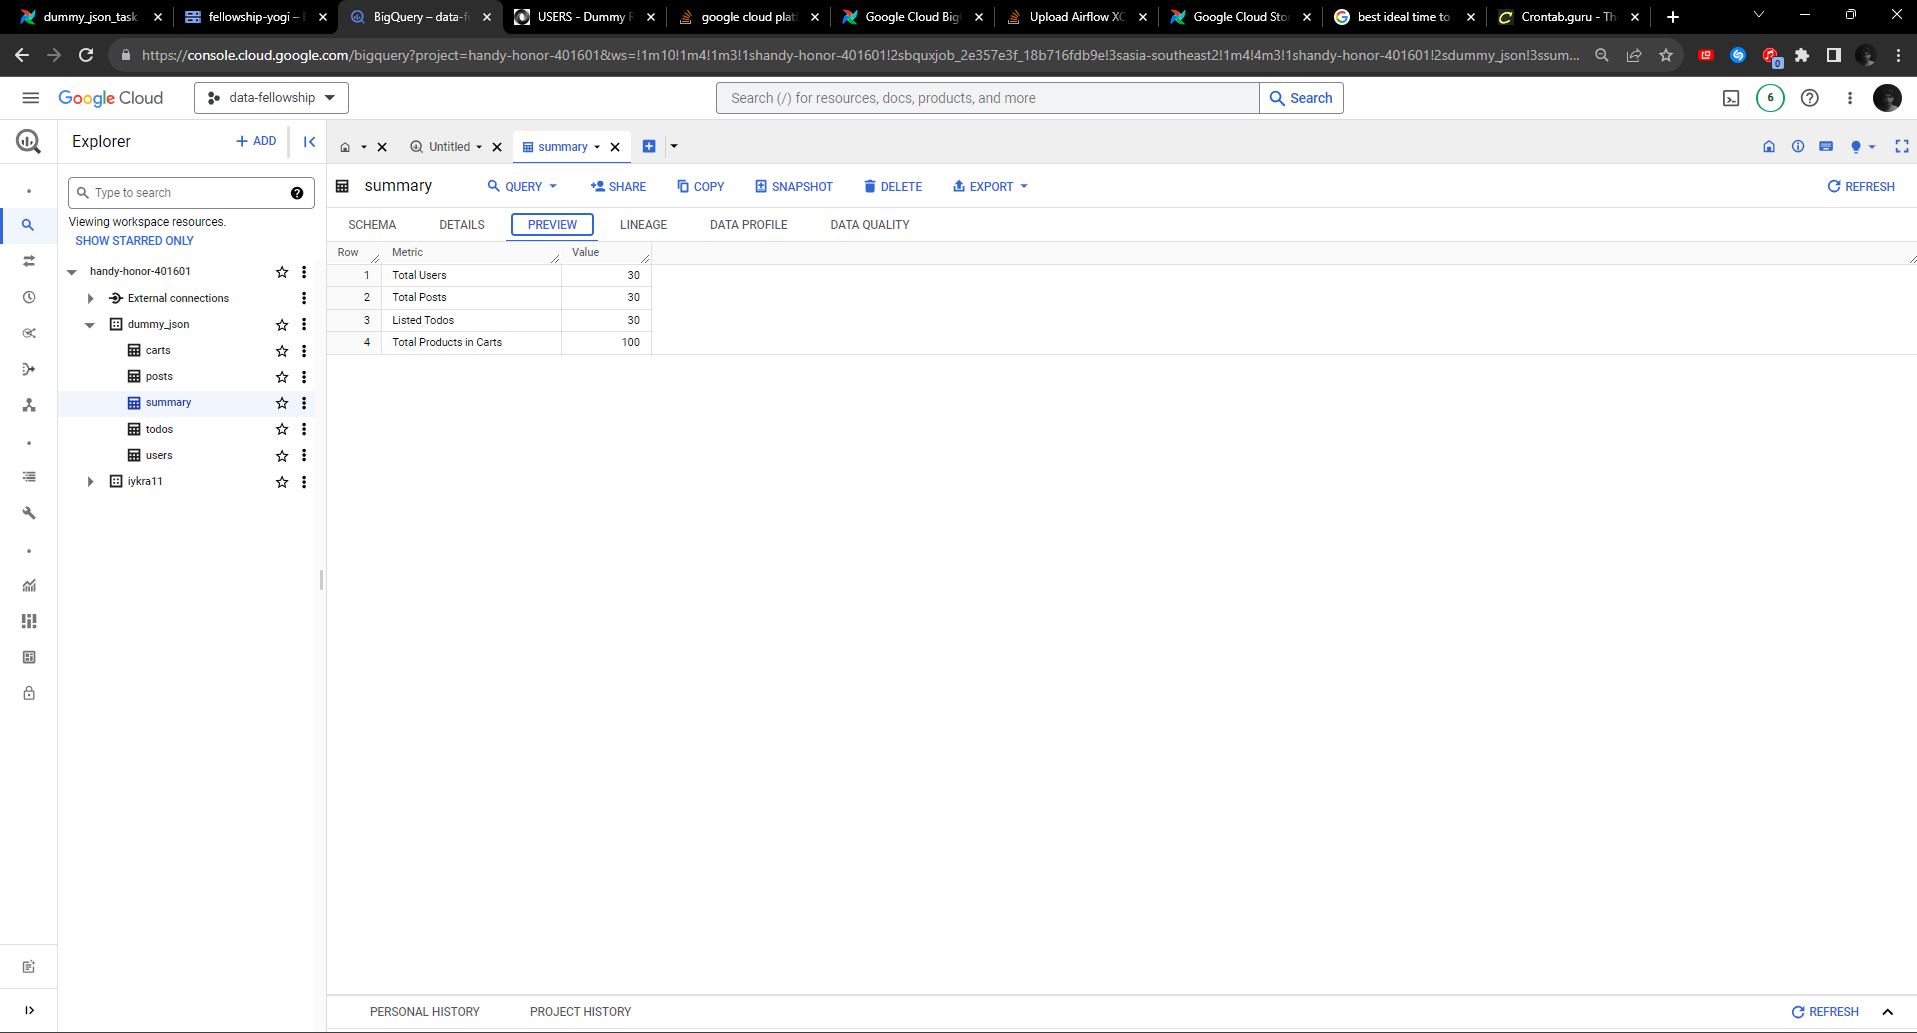 dummy_json_task
fellowship-yogi – B
BigQuery – data-f
USERS - Dummy R
google cloud platf
Google Cloud Big
Upload Airflow XC
Google Cloud Sto
best ideal time to
Crontab.guru - Th
https://console.cloud.google.com/bigquery?project=handy-honor-401601&ws=!1m10!1m4!1m3!1shandy-honor-401601!2sbquxjob_2e357e3f_18b716fdb9e!3sasia-southeast2!1m4!4m3!1shandy-honor-401601!2sdummy_json!3ssum...
0
Google Cloud
data-fellowship
Search (/) for resources, docs, products, and more
Search
6
Explorer
+ ADD
Untitled
summary
Type to search
summary
QUERY
SHARE
COPY
SNAPSHOT
DELETE
EXPORT
REFRESH
Viewing workspace resources.
SHOW STARRED ONLY
SCHEMA
DETAILS
PREVIEW
LINEAGE
DATA PROFILE
DATA QUALITY
Row Metric Value
1 Total Users 30
2 Total Posts 30
3 Listed Todos 30
4 Total Products in Carts 100
handy-honor-401601
External connections
dummy_json
carts
posts
summary
todos
users
iykra11
PERSONAL HISTORY
PROJECT HISTORY
REFRESH